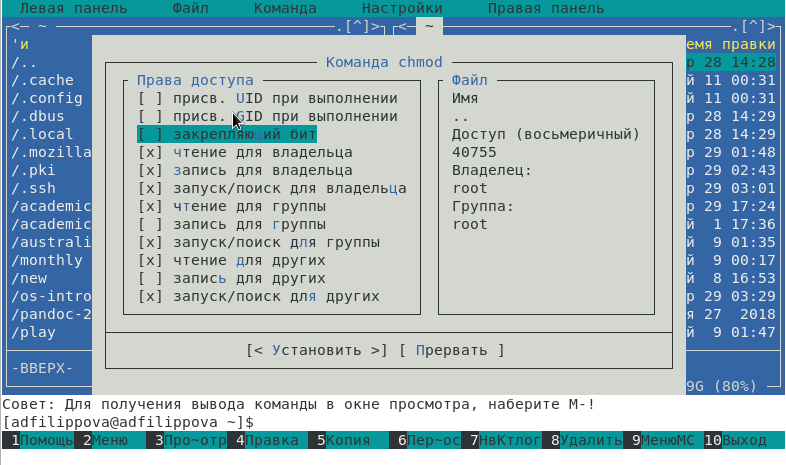 Левая панель Файл Команда Настройки Правая панель
<─ ~ .[^]> <─ ~ .[^]>
'и емя правки
/.. р 28 14:28
Команда chmod
/.cache Права доступа Файл й 11 00:31
/.config [ ] присв. UID при выполнении Имя й 11 00:31
/.dbus [ ] присв. GID при выполнении .. р 28 14:29
/.local [ ] закрепляющий бит Доступ (восьмеричный) р 28 14:29
/.mozilla [x] чтение для владельца 40755 р 29 01:48
/.pki [x] запись для владельца Владелец: р 29 02:43
/.ssh [x] запуск/поиск для владельца root р 29 03:01
/academic [x] чтение для группы Группа: р 29 17:24
/academic [ ] запись для группы root й 1 17:36
/australi [x] запуск/поиск для группы й 9 01:35
/monthly [x] чтение для других й 9 00:17
/new [ ] запись для других й 8 16:53
/os-intro [x] запуск/поиск для других р 29 03:29
/pandoc-2 я 27 2018
/play й 9 01:47
[< Установить >] [ Прервать ]
-ВВЕРХ-
9G (80%)
Совет: Для получения вывода команды в окне просмотра, наберите M-!
[adfilippova@adfilippova ~]$
1Помощь 2Меню 3Про~отр 4Правка 5Копия 6Пер~ос 7НвКтлог 8Удалить 9МенюMC 10Выход